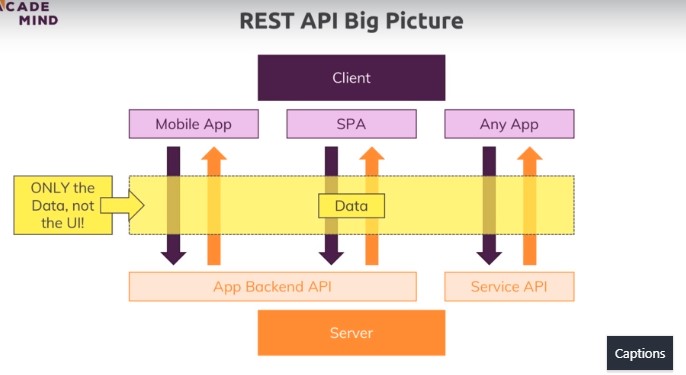 CADE
MIND
REST API Big Picture
Client
Mobile App
SPA
Any App
ONLY the
Data, not
the UI!
Data
App Backend API
Service API
Server
Captions